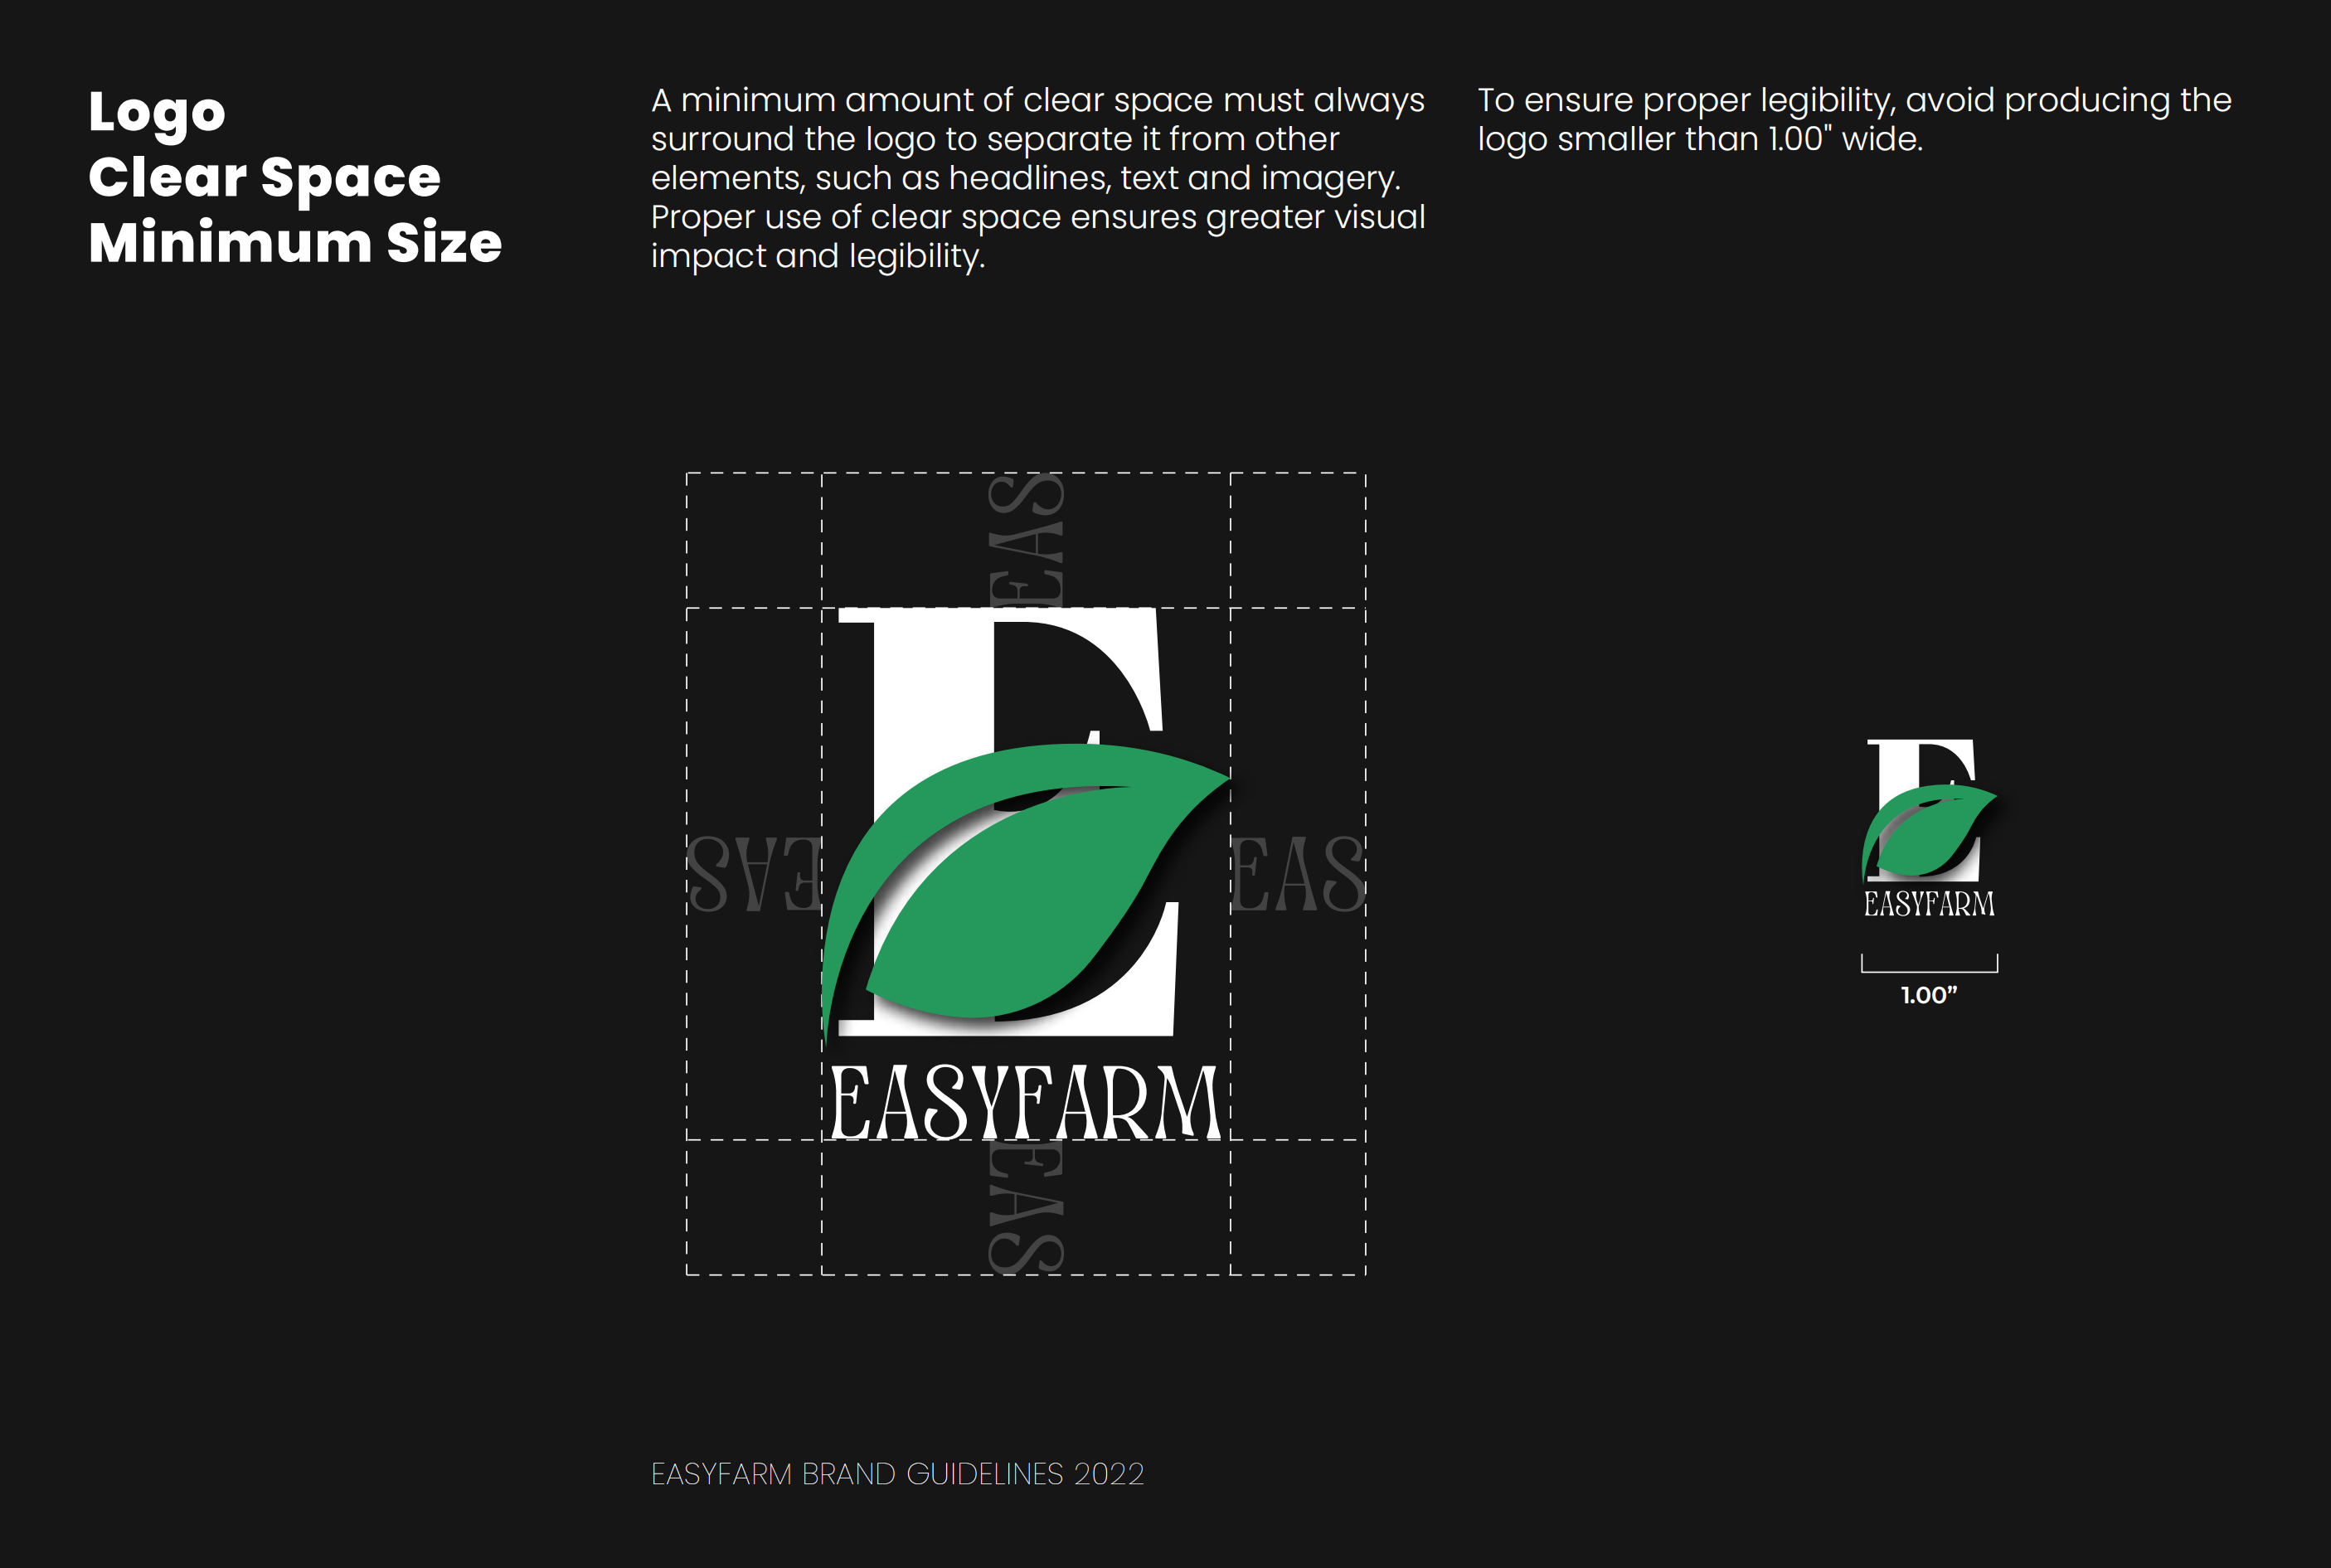 Logo
Clear Space
Minimum Size
A minimum amount of clear space must always
surround the logo to separate it from other
elements, such as headlines, text and imagery.
Proper use of clear space ensures greater visual
impact and legibility.
To ensure proper legibility, avoid producing the
logo smaller than 1.00" wide.
EAS
E
EAS
EAS
EASYFARM
EAS
E
EASYFARM
1.00”
EASYFARM BRAND GUIDELINES 2022